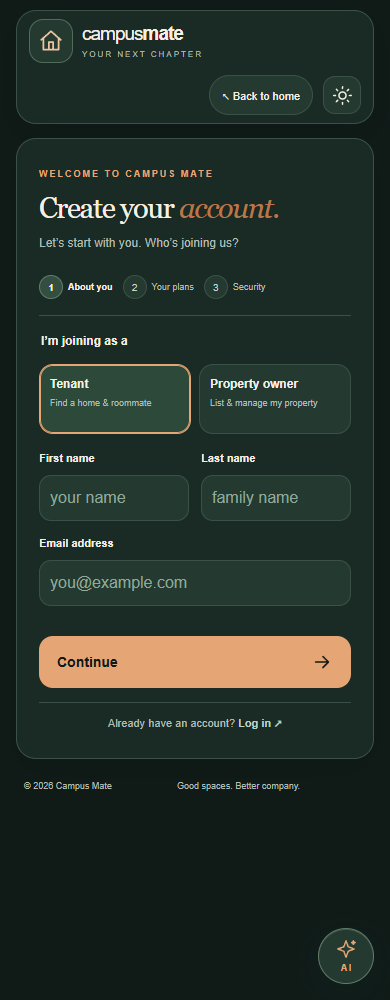 campusmate
YOUR NEXT CHAPTER
↖ Back to home
WELCOME TO CAMPUS MATE
Create your account.
Let's start with you. Who's joining us?
1 About you 2 Your plans 3 Security
I'm joining as a
Tenant
Find a home & roommate
Property owner
List & manage my property
First name
your name
Last name
family name
Email address
you@example.com
Continue →
Already have an account? Log in ↗
© 2026 Campus Mate
Good spaces. Better company.
AI